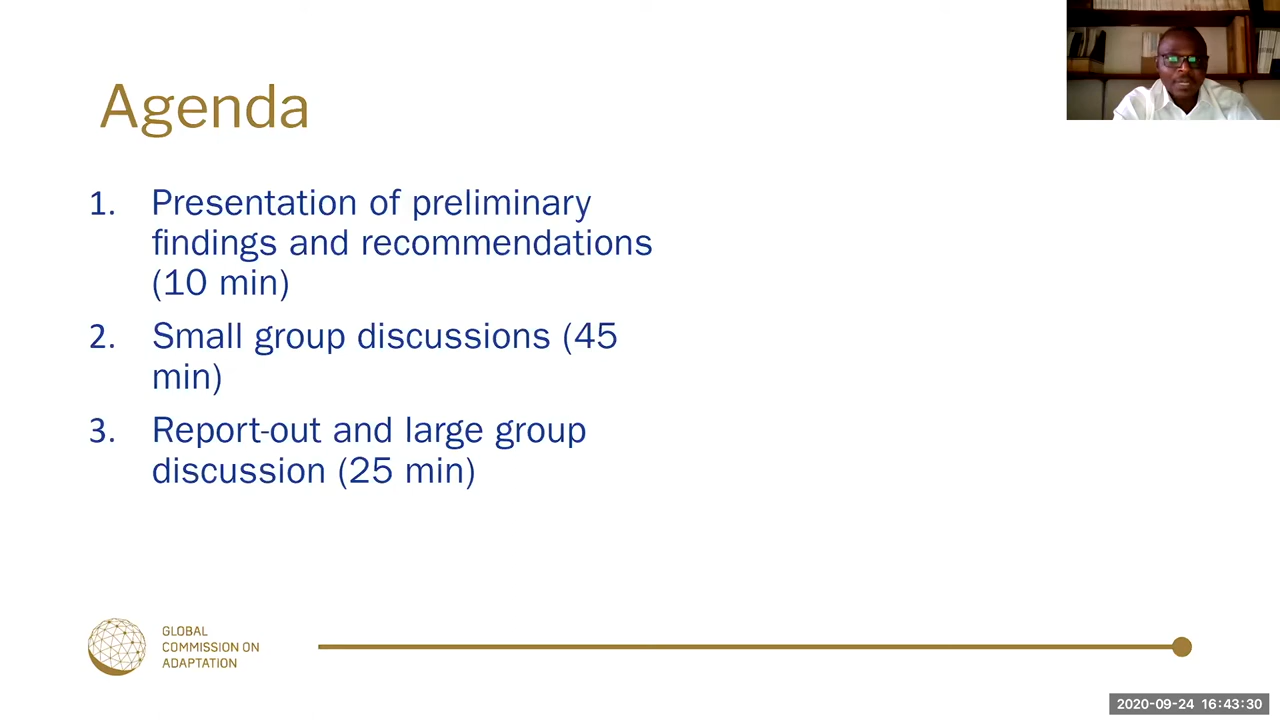 Agenda
1. Presentation of preliminary
findings and recommendations
(10 min)
2. Small group discussions (45
min)
3. Report-out and large group
discussion (25 min)
GLOBAL
COMMISSION ON
ADAPTATION
2020-09-24 16:43:30